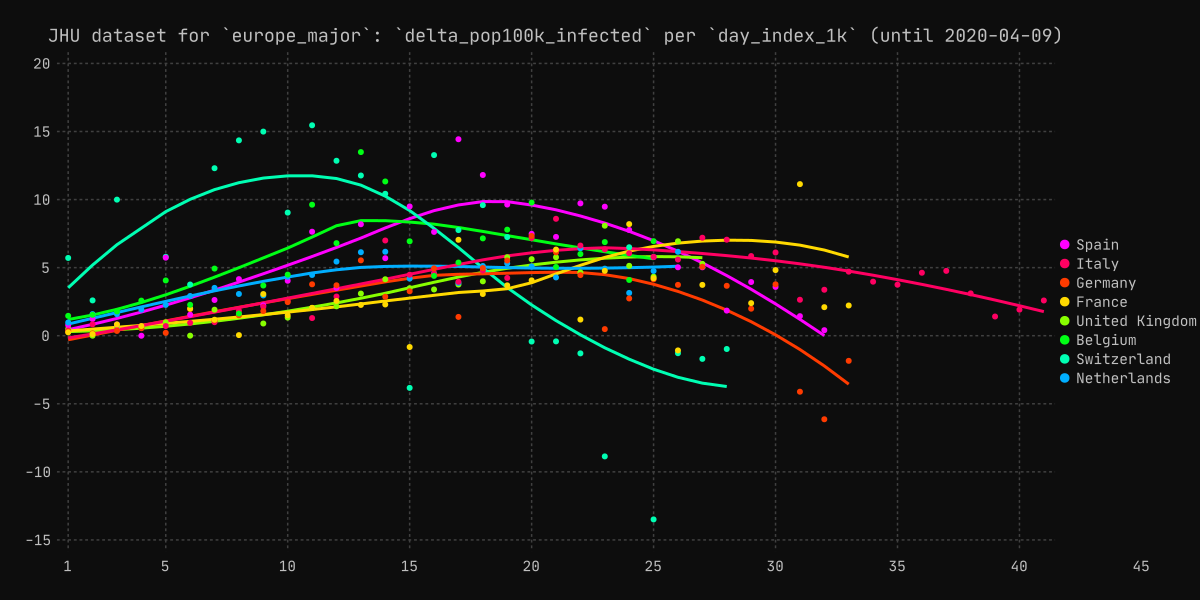 JHU dataset for `europe_major`: `delta_pop100k_infected` per `day_index_1k` (until 2020-04-09)
20
15
10
5
0
-5
-10
-15
1 5 10 15 20 25 30 35 40 45
Spain
Italy
Germany
France
United Kingdom
Belgium
Switzerland
Netherlands